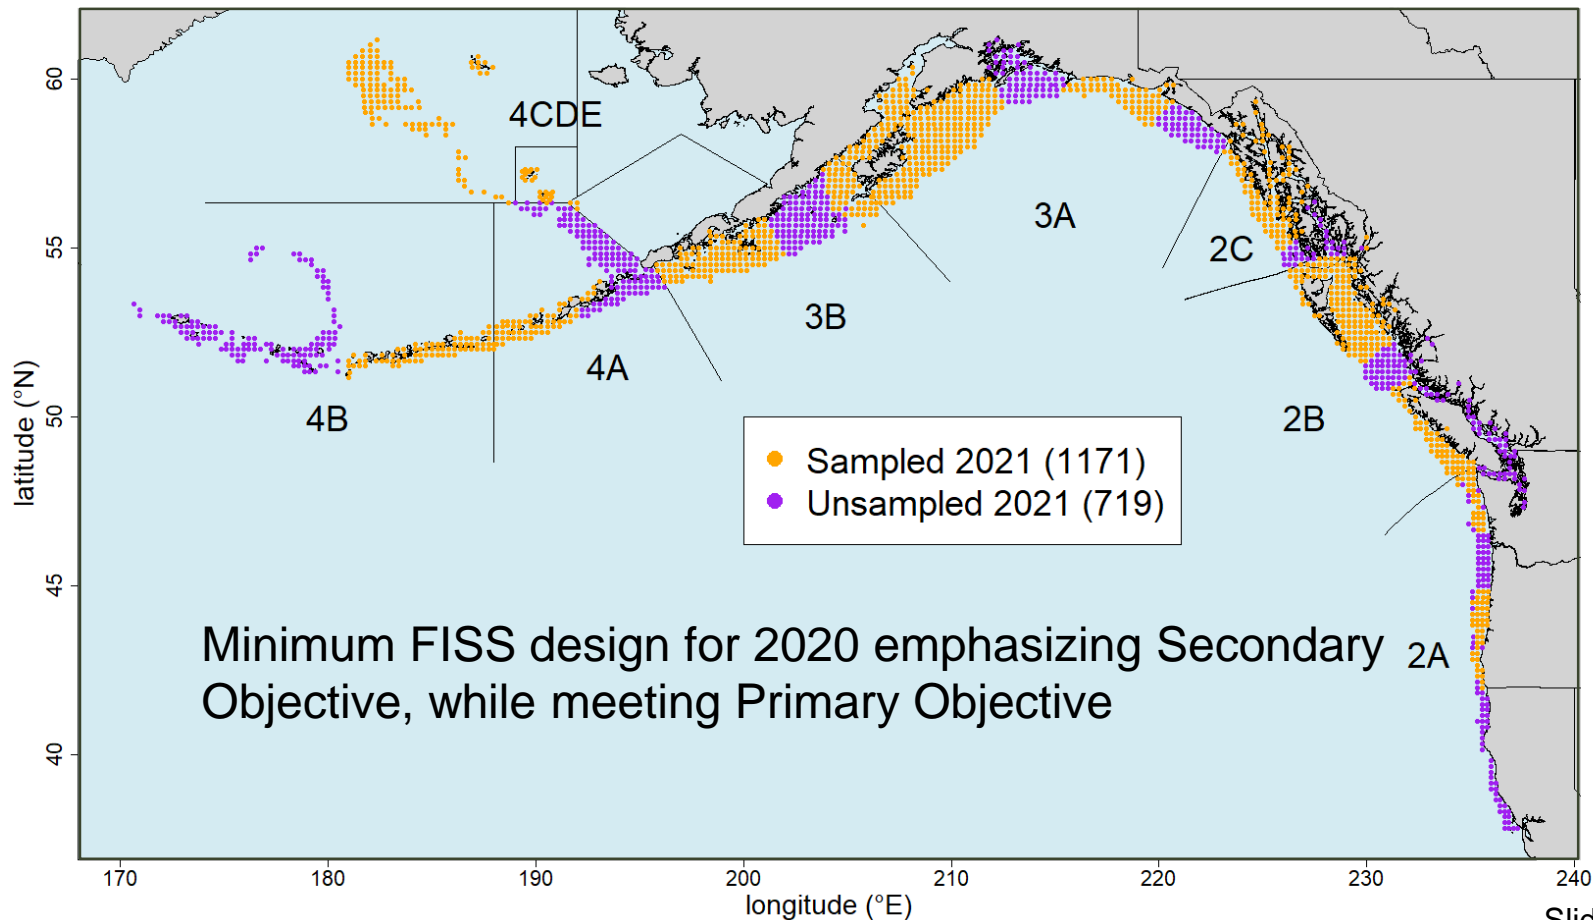 60
55
50
45
40
latitude (°N)
4CDE
3A
2C
3B
4A
4B
2B
Sampled 2021 (1171)
Unsampled 2021 (719)
Minimum FISS design for 2020 emphasizing Secondary
Objective, while meeting Primary Objective
2A
170
180
190
200
210
220
230
240
longitude (°E)
Slid